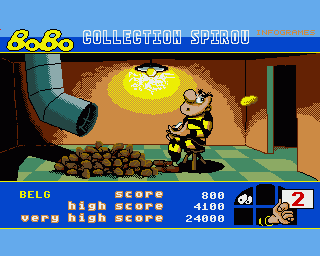 BoBo COLLECTION SPIROU INFOGRAMES
BELG score 800
high score 4100
very high score 24000
2